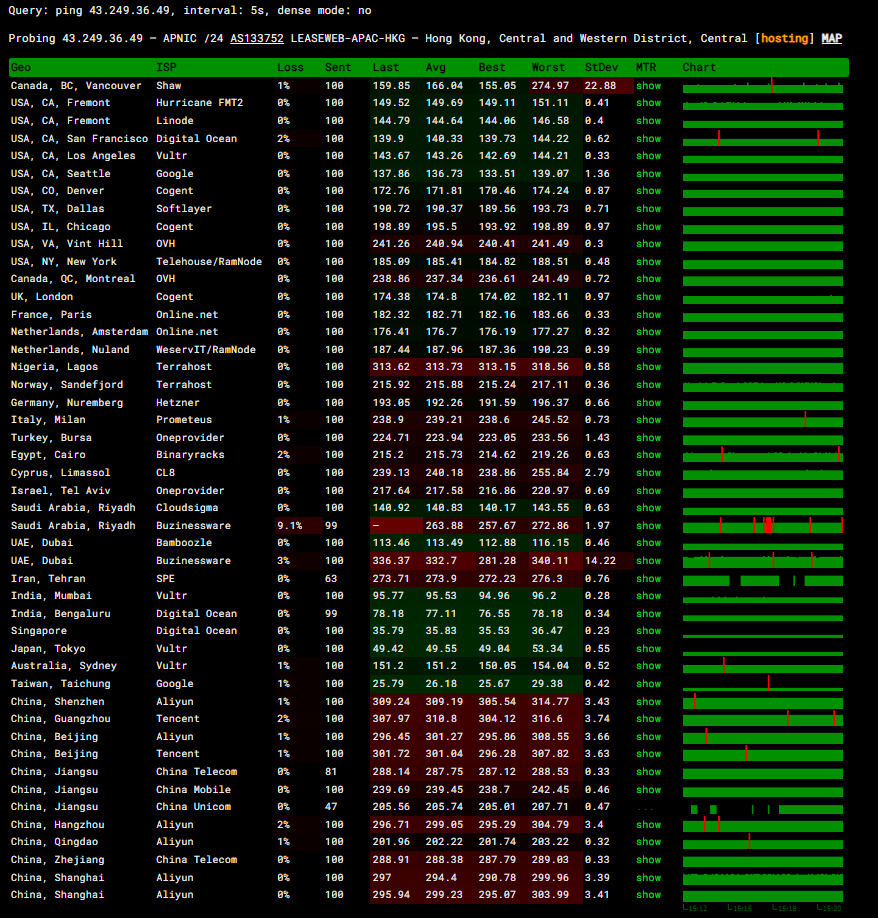 Query: ping 43.249.36.49, interval: 5s, dense mode: no
Probing 43.249.36.49 — APNIC /24 AS133752 LEASEWEB-APAC-HKG — Hong Kong, Central and Western District, Central [hosting] MAP
Geo ISP Loss Sent Last Avg Best Worst StDev MTR Chart
Canada, BC, Vancouver Shaw 1% 100 159.85 166.04 155.05 274.97 22.88 show
USA, CA, Fremont Hurricane FMT2 0% 100 149.52 149.69 149.11 151.11 0.41 show
USA, CA, Fremont Linode 0% 100 144.79 144.64 144.06 146.58 0.4 show
USA, CA, San Francisco Digital Ocean 2% 100 139.9 140.33 139.73 144.22 0.62 show
USA, CA, Los Angeles Vultr 0% 100 143.67 143.26 142.69 144.21 0.33 show
USA, CA, Seattle Google 0% 100 137.86 136.73 133.51 139.07 1.36 show
USA, CO, Denver Cogent 0% 100 172.76 171.81 170.46 174.24 0.87 show
USA, TX, Dallas Softlayer 0% 100 190.72 190.37 189.56 193.73 0.71 show
USA, IL, Chicago Cogent 0% 100 198.89 195.5 193.92 198.89 0.97 show
USA, VA, Vint Hill OVH 0% 100 241.26 240.94 240.41 241.49 0.3 show
USA, NY, New York Telehouse/RamNode 0% 100 185.09 185.41 184.82 188.51 0.48 show
Canada, QC, Montreal OVH 0% 100 238.86 237.34 236.61 241.49 0.72 show
UK, London Cogent 0% 100 174.38 174.8 174.02 182.11 0.97 show
France, Paris Online.net 0% 100 182.32 182.71 182.16 183.66 0.33 show
Netherlands, Amsterdam Online.net 0% 100 176.41 176.7 176.19 177.27 0.32 show
Netherlands, Nuland WeservIT/RamNode 0% 100 187.44 187.96 187.36 190.23 0.39 show
Nigeria, Lagos Terrahost 0% 100 313.62 313.73 313.15 318.56 0.58 show
Norway, Sandefjord Terrahost 0% 100 215.92 215.88 215.24 217.11 0.36 show
Germany, Nuremberg Hetzner 0% 100 193.05 192.26 191.59 196.37 0.66 show
Italy, Milan Prometeus 1% 100 238.9 239.21 238.6 245.52 0.73 show
Turkey, Bursa Oneprovider 0% 100 224.71 223.94 223.05 233.56 1.43 show
Egypt, Cairo Binaryracks 2% 100 215.2 215.73 214.62 219.26 0.63 show
Cyprus, Limassol CL8 0% 100 239.13 240.18 238.86 255.84 2.79 show
Israel, Tel Aviv Oneprovider 0% 100 217.64 217.58 216.86 220.97 0.69 show
Saudi Arabia, Riyadh Cloudsigma 0% 100 140.92 140.83 140.17 143.55 0.63 show
Saudi Arabia, Riyadh Buzinessware 9.1% 99 — 263.88 257.67 272.86 1.97 show
UAE, Dubai Bamboozle 0% 100 113.46 113.49 112.88 116.15 0.46 show
UAE, Dubai Buzinessware 3% 100 336.37 332.7 281.28 340.11 14.22 show
Iran, Tehran SPE 0% 63 273.71 273.9 272.23 276.3 0.76 show
India, Mumbai Vultr 0% 100 95.77 95.53 94.96 96.2 0.28 show
India, Bengaluru Digital Ocean 0% 99 78.18 77.11 76.55 78.18 0.34 show
Singapore Digital Ocean 0% 100 35.79 35.83 35.53 36.47 0.23 show
Japan, Tokyo Vultr 0% 100 49.42 49.55 49.04 53.34 0.55 show
Australia, Sydney Vultr 1% 100 151.2 151.2 150.05 154.04 0.52 show
Taiwan, Taichung Google 1% 100 25.79 26.18 25.67 29.38 0.42 show
China, Shenzhen Aliyun 1% 100 309.24 309.19 305.54 314.77 3.43 show
China, Guangzhou Tencent 2% 100 307.97 310.8 304.12 316.6 3.74 show
China, Beijing Aliyun 1% 100 296.45 301.27 295.86 308.55 3.66 show
China, Beijing Tencent 1% 100 301.72 301.04 296.28 307.82 3.63 show
China, Jiangsu China Telecom 0% 81 288.14 287.75 287.12 288.53 0.33 show
China, Jiangsu China Mobile 0% 100 239.69 239.45 238.7 242.45 0.46 show
China, Jiangsu China Unicom 0% 47 205.56 205.74 205.01 207.71 0.47 ...
China, Hangzhou Aliyun 2% 100 296.71 299.05 295.29 304.79 3.4 show
China, Qingdao Aliyun 1% 100 201.96 202.22 201.74 203.22 0.32 show
China, Zhejiang China Telecom 0% 100 288.91 288.38 287.79 289.03 0.33 show
China, Shanghai Aliyun 0% 100 297 294.4 290.78 299.96 3.39 show
China, Shanghai Aliyun 0% 100 295.94 299.23 295.07 303.99 3.41 show
15:13 15:15 15:18 15:20